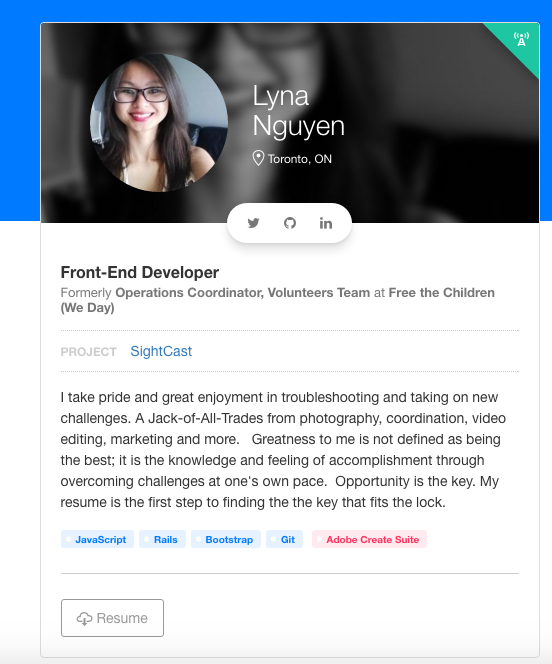 Lyna
Nguyen
Toronto, ON
Front-End Developer
Formerly Operations Coordinator, Volunteers Team at Free the Children
(We Day)
PROJECT SightCast
I take pride and great enjoyment in troubleshooting and taking on new
challenges. A Jack-of-All-Trades from photography, coordination, video
editing, marketing and more.   Greatness to me is not defined as being
the best; it is the knowledge and feeling of accomplishment through
overcoming challenges at one's own pace.  Opportunity is the key. My
resume is the first step to finding the the key that fits the lock.
JavaScript Rails Bootstrap Git Adobe Create Suite
Resume